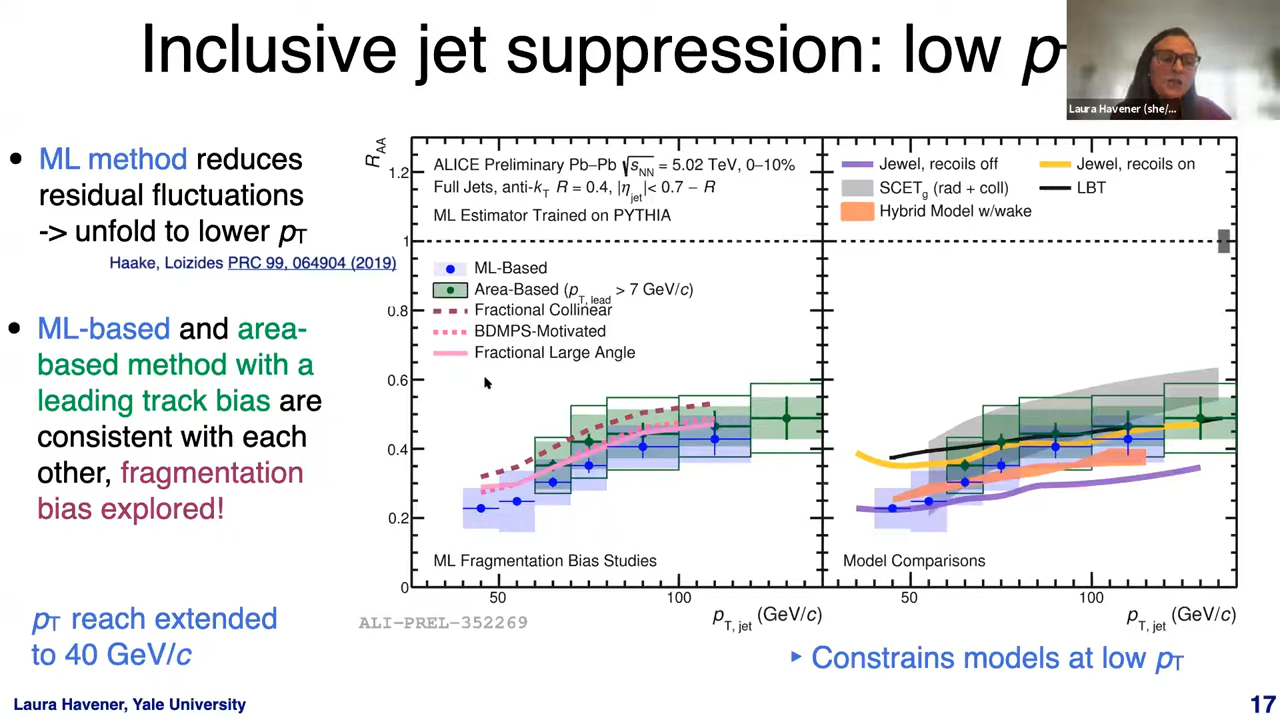 Inclusive jet suppression: low p
Laura Havener (she/...
• ML method reduces
residual fluctuations
-> unfold to lower pT
Haake, Loizides PRC 99, 064904 (2019)
• ML-based and area-
based method with a
leading track bias are
consistent with each
other, fragmentation
bias explored!
pT reach extended
to 40 GeV/c
RAA
1.2
1
0.8
0.6
0.4
0.2
0
ALICE Preliminary Pb–Pb √sNN = 5.02 TeV, 0–10%
Full Jets, anti-kT R = 0.4, |ηjet|< 0.7 − R
ML Estimator Trained on PYTHIA
ML-Based
Area-Based (pT, lead > 7 GeV/c)
Fractional Collinear
BDMPS-Motivated
Fractional Large Angle
ML Fragmentation Bias Studies
50 100
pT, jet (GeV/c)
Jewel, recoils off Jewel, recoils on
SCETg (rad + coll) LBT
Hybrid Model w/wake
Model Comparisons
50 100
pT, jet (GeV/c)
ALI-PREL-352269
▸ Constrains models at low pT
Laura Havener, Yale University
17